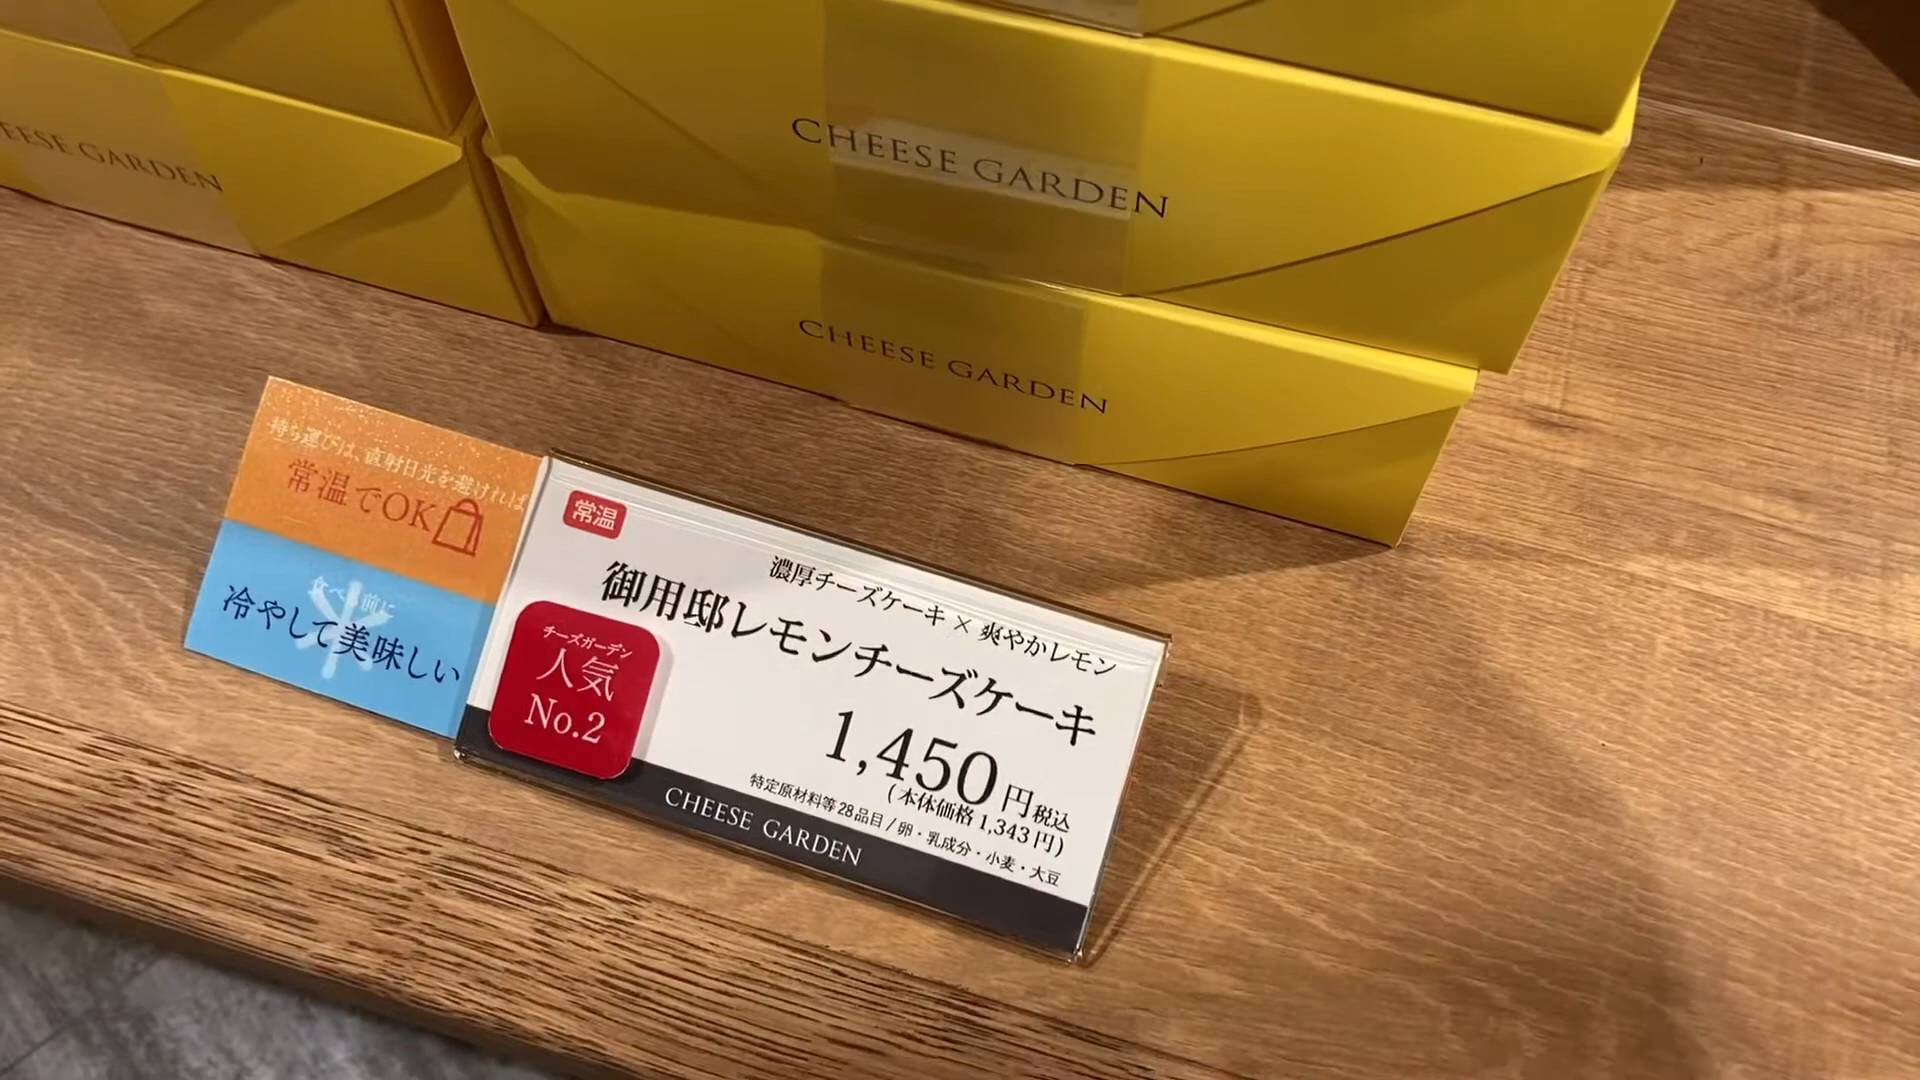 CHEESE GARDEN
CHEESE GARDEN
EESE GARDEN
持ち運びは、直射日光を避ければ
常温でOK
食べる前に
冷やして美味しい
常温
濃厚チーズケーキ × 爽やかレモン
御用邸レモンチーズケーキ
チーズガーデン
人気
No.2
1,450円税込
(本体価格 1,343円)
特定原材料等28品目 / 卵・乳成分・小麦・大豆
CHEESE GARDEN